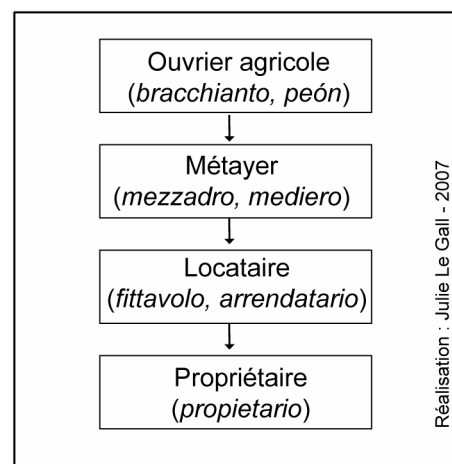 Ouvrier agricole
(bracchianto, peón)
Métayer
(mezzadro, mediero)
Locataire
(fittavolo, arrendatario)
Propriétaire
(propietario)
Réalisation : Julie Le Gall - 2007